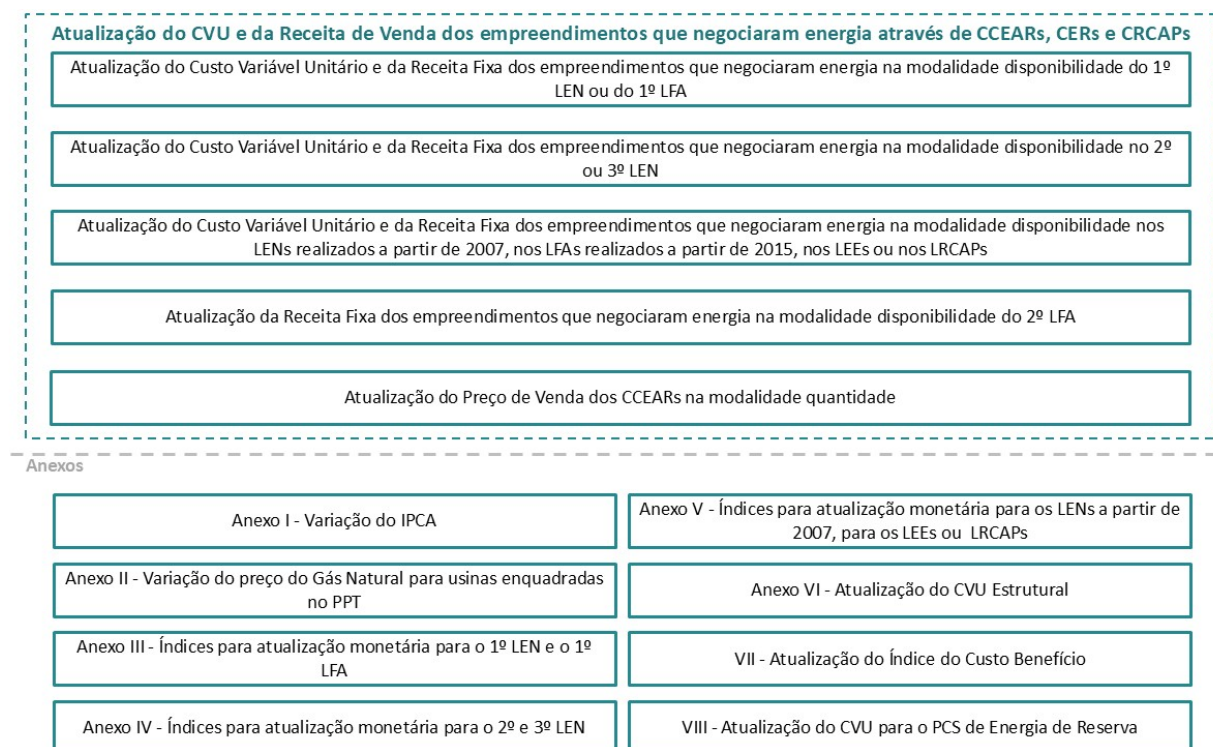 Atualização do CVU e da Receita de Venda dos empreendimentos que negociaram energia através de CCEARs, CERs e CRCAPs
Atualização do Custo Variável Unitário e da Receita Fixa dos empreendimentos que negociaram energia na modalidade disponibilidade do 1º
LEN ou do 1º LFA
Atualização do Custo Variável Unitário e da Receita Fixa dos empreendimentos que negociaram energia na modalidade disponibilidade no 2º
ou 3º LEN
Atualização do Custo Variável Unitário e da Receita Fixa dos empreendimentos que negociaram energia na modalidade disponibilidade nos
LENs realizados a partir de 2007, nos LFAs realizados a partir de 2015, nos LEEs ou nos LRCAPs
Atualização da Receita Fixa dos empreendimentos que negociaram energia na modalidade disponibilidade do 2º LFA
Atualização do Preço de Venda dos CCEARs na modalidade quantidade
Anexos
Anexo I - Variação do IPCA
Anexo II - Variação do preço do Gás Natural para usinas enquadradas
no PPT
Anexo III - Índices para atualização monetária para o 1º LEN e o 1º
LFA
Anexo IV - Índices para atualização monetária para o 2º e 3º LEN
Anexo V - Índices para atualização monetária para os LENs a partir de
2007, para os LEEs ou LRCAPs
Anexo VI - Atualização do CVU Estrutural
VII - Atualização do Índice do Custo Benefício
VIII - Atualização do CVU para o PCS de Energia de Reserva